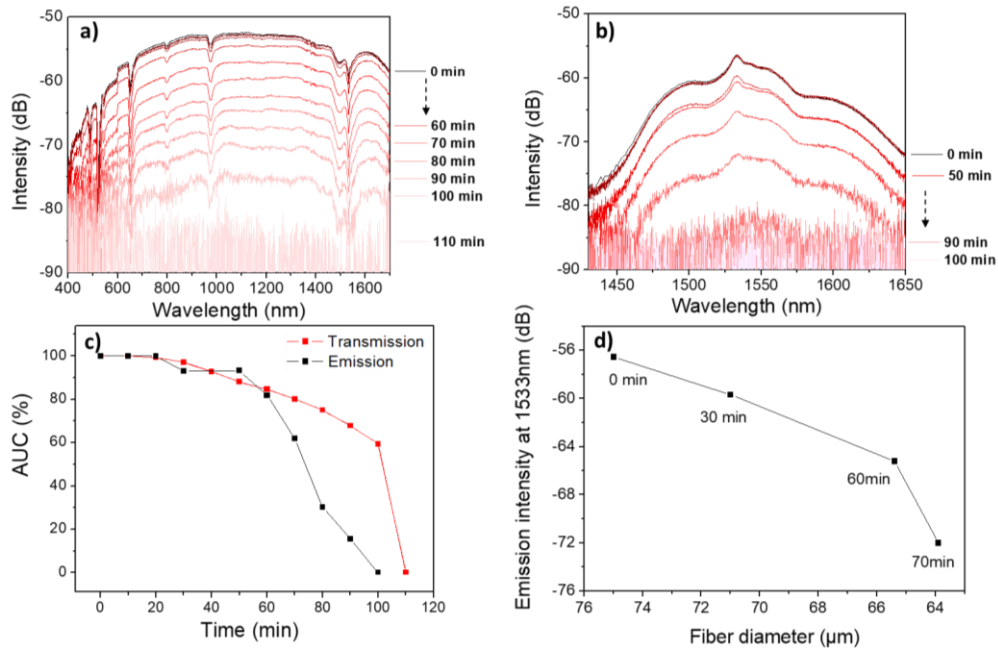 a)
-50
-60
-70
-80
-90
Intensity (dB)
0 min
60 min
70 min
80 min
90 min
100 min
110 min
400 600 800 1000 1200 1400 1600
Wavelength (nm)
b)
-50
-60
-70
-80
-90
Intensity (dB)
0 min
50 min
90 min
100 min
1450 1500 1550 1600 1650
Wavelength (nm)
c)
Transmission
Emission
100
80
60
40
20
0
AUC (%)
0 20 40 60 80 100 120
Time (min)
d)
-56
-60
-64
-68
-72
-76
Emission intensity at 1533nm (dB)
0 min
30 min
60min
70min
76 74 72 70 68 66 64
Fiber diameter (µm)